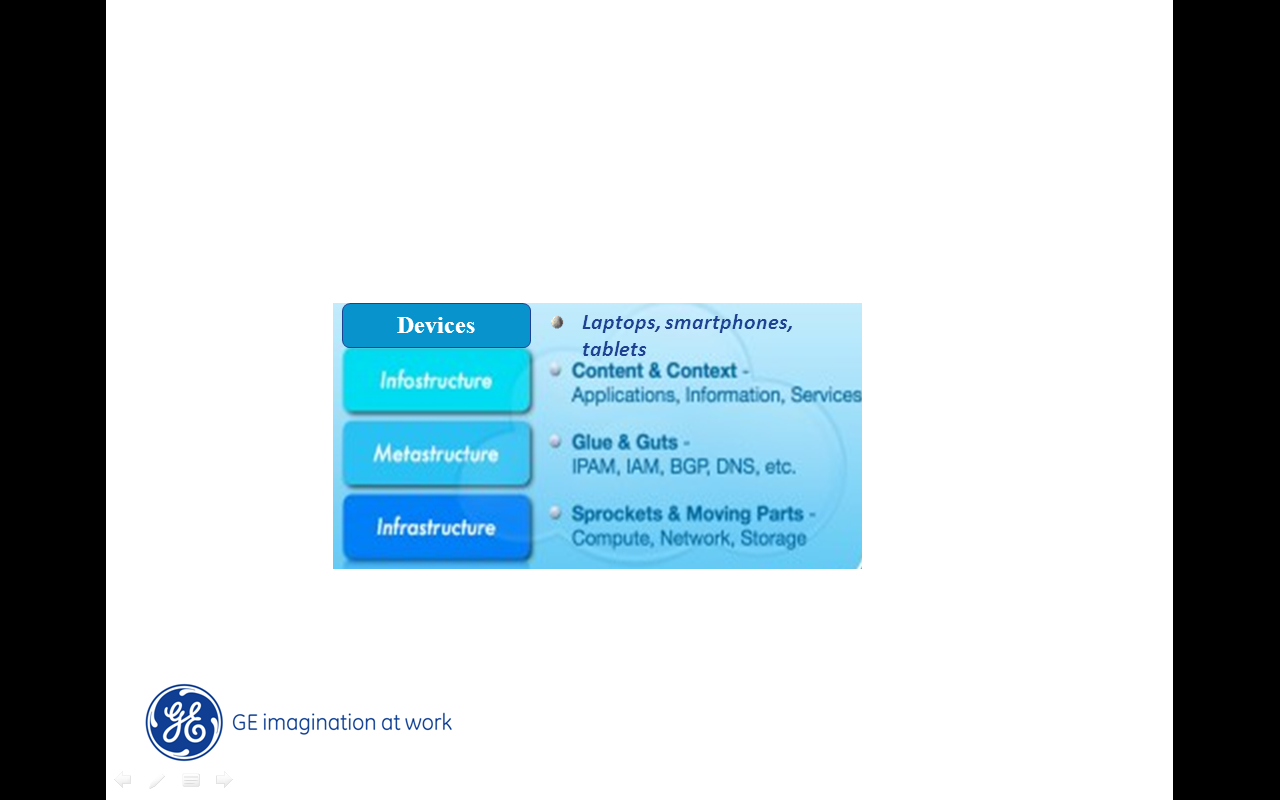 Devices
Laptops, smartphones,
tablets
Infostructure
Content & Context -
Applications, Information, Services
Metastructure
Glue & Guts -
IPAM, IAM, BGP, DNS, etc.
Infrastructure
Sprockets & Moving Parts -
Compute, Network, Storage
GE
GE imagination at work